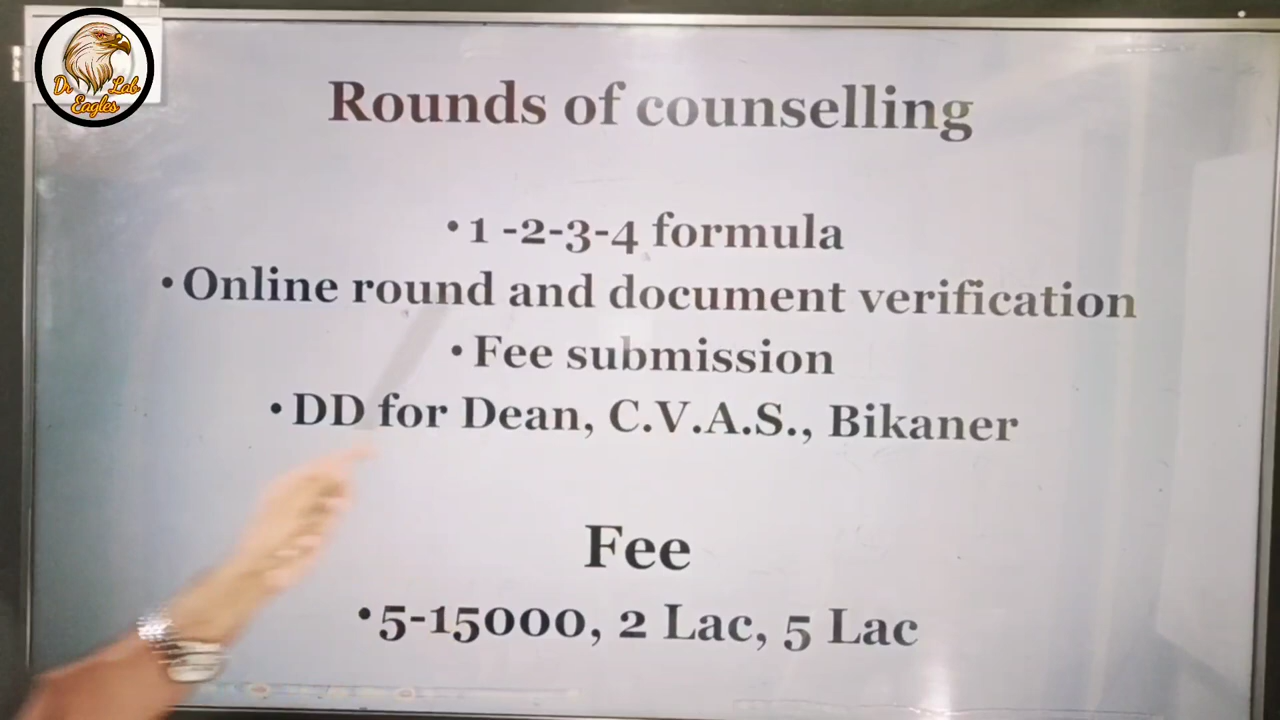 Dr Lab
Eagles
Rounds of counselling
•1 -2-3-4 formula
•Online round and document verification
•Fee submission
•DD for Dean, C.V.A.S., Bikaner
Fee
•5-15000, 2 Lac, 5 Lac